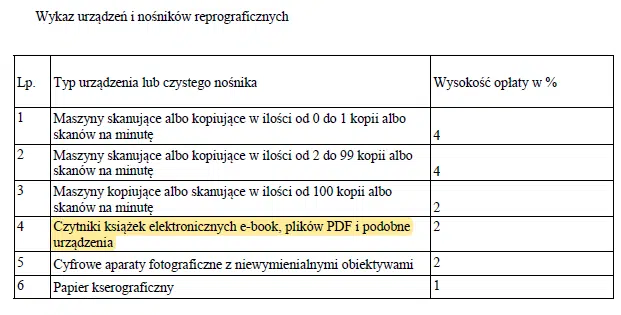 Wykaz urządzeń i nośników reprograficznych
Lp. Typ urządzenia lub czystego nośnika Wysokość opłaty w %
1 Maszyny skanujące albo kopiujące w ilości od 0 do 1 kopii albo
skanów na minutę 4
2 Maszyny skanujące albo kopiujące w ilości od 2 do 99 kopii albo
skanów na minutę 4
3 Maszyny kopiujące albo skanujące w ilości od 100 kopii albo
skanów na minutę 2
4 Czytniki książek elektronicznych e-book, plików PDF i podobne 2
urządzenia
5 Cyfrowe aparaty fotograficzne z niewymienialnymi obiektywami 2
6 Papier kserograficzny 1